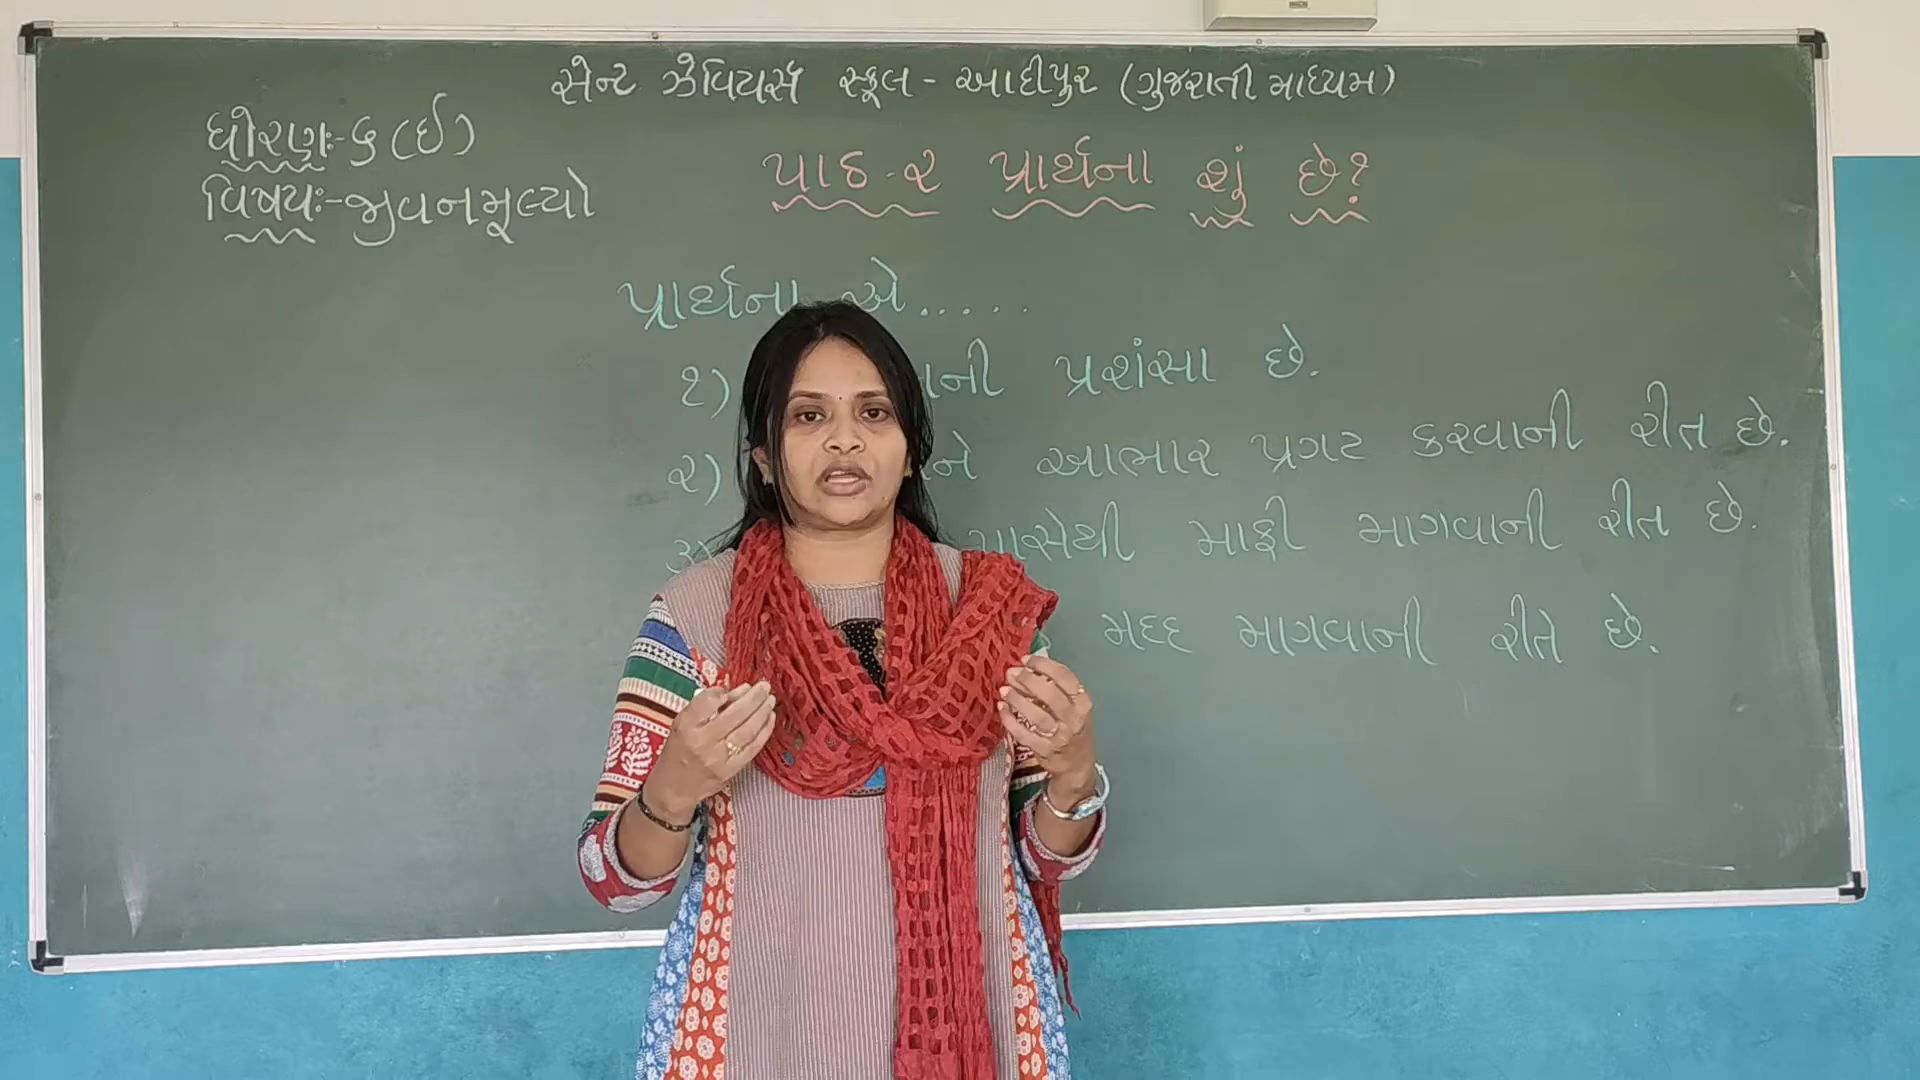 સેન્ટ ઝેવિયર્સ સ્કૂલ - આદીપુર (ગુજરાતી માધ્યમ)
ધોરણઃ- ૬ (ઈ)
વિષયઃ- જીવનમૂલ્યો
પાઠ - ૨ પ્રાર્થના શું છે?
પ્રાર્થના એ.....
૧) પ્રશંસા છે.
૨) આભાર પ્રગટ કરવાની રીત છે.
૩) પાસેથી માફી માગવાની રીત છે.
મદદ માગવાની રીતે છે.